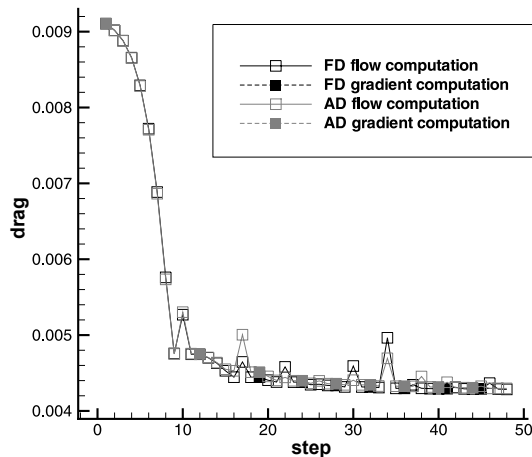 0.009
0.008
0.007
0.006
0.005
0.004
drag
0
10
20
30
40
50
step
FD flow computation
FD gradient computation
AD flow computation
AD gradient computation